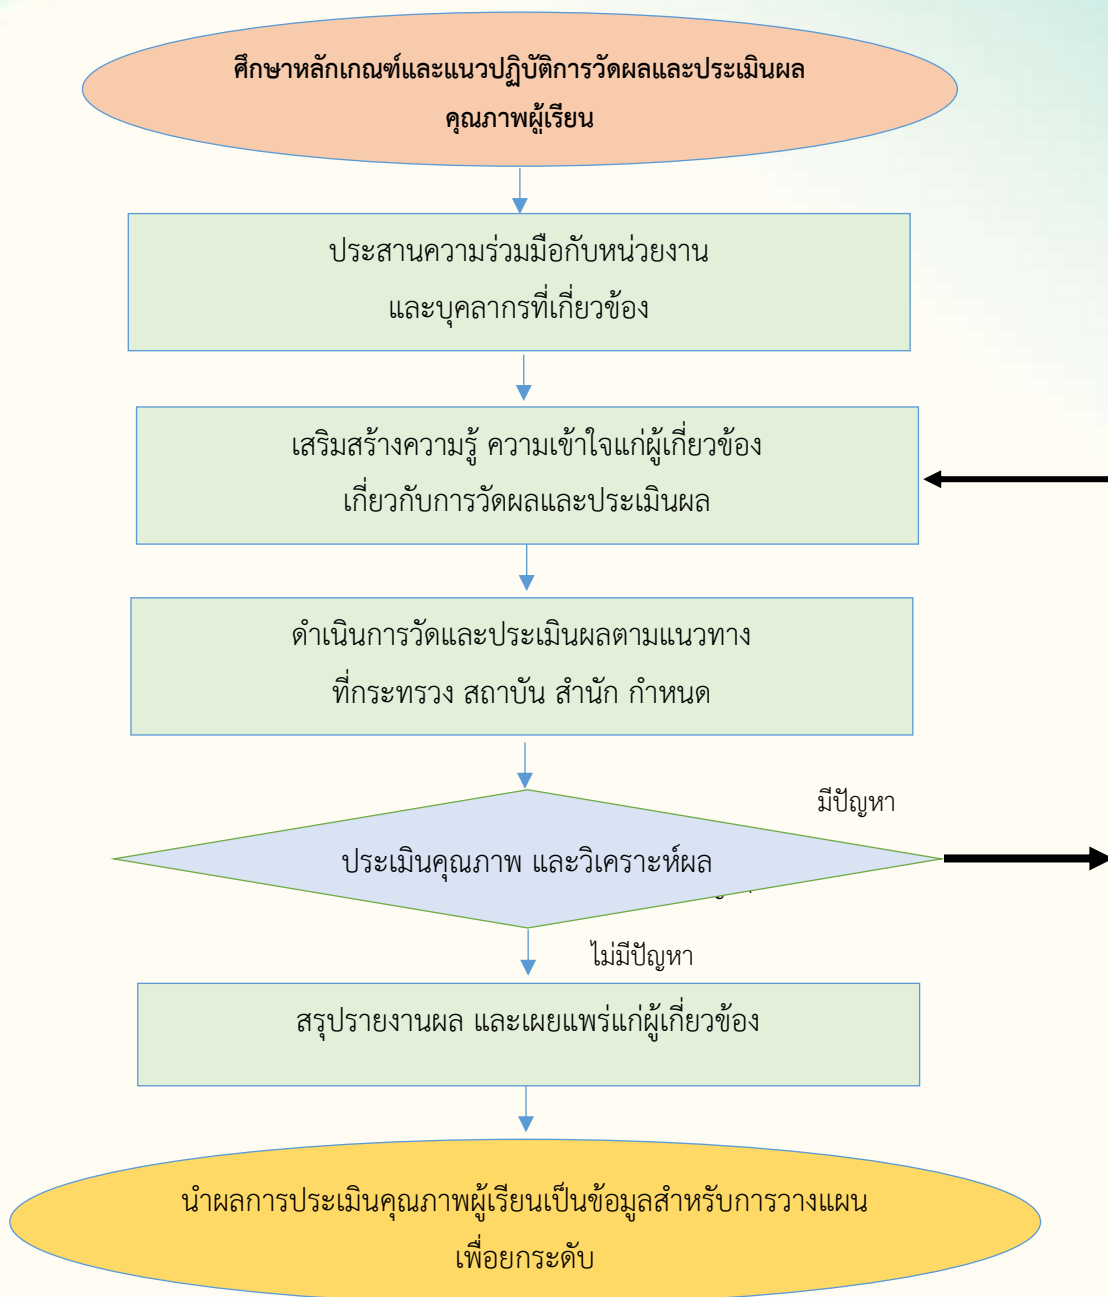 ศึกษาหลักเกณฑ์และแนวปฏิบัติการวัดผลและประเมินผล
คุณภาพผู้เรียน
ประสานความร่วมมือกับหน่วยงาน
และบุคลากรที่เกี่ยวข้อง
เสริมสร้างความรู้ ความเข้าใจแก่ผู้เกี่ยวข้อง
เกี่ยวกับการวัดผลและประเมินผล
ดำเนินการวัดและประเมินผลตามแนวทาง
ที่กระทรวง สถาบัน สำนัก กำหนด
มีปัญหา
ประเมินคุณภาพ และวิเคราะห์ผล
ไม่มีปัญหา
สรุปรายงานผล และเผยแพร่แก่ผู้เกี่ยวข้อง
นำผลการประเมินคุณภาพผู้เรียนเป็นข้อมูลสำหรับการวางแผน
เพื่อยกระดับ